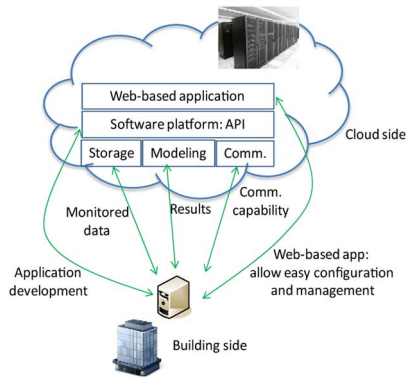 Web-based application
Software platform: API
Cloud side
Storage
Modeling
Comm.
Monitored
data
Results
Comm.
capability
Application
development
Web-based app:
allow easy configuration
and management
Building side